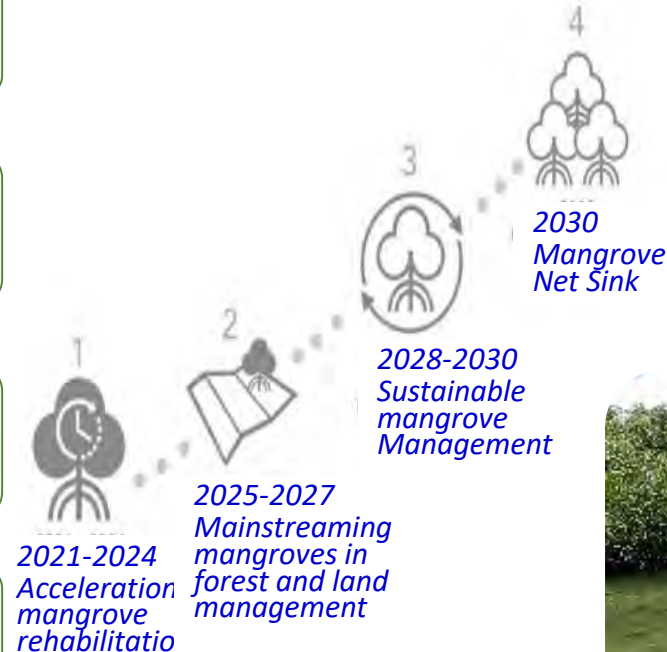 1
2021-2024
Acceleration
mangrove
rehabilitatio
2
2025-2027
Mainstreaming
mangroves in
forest and land
management
3
2028-2030
Sustainable
mangrove
Management
4
2030
Mangrove
Net Sink